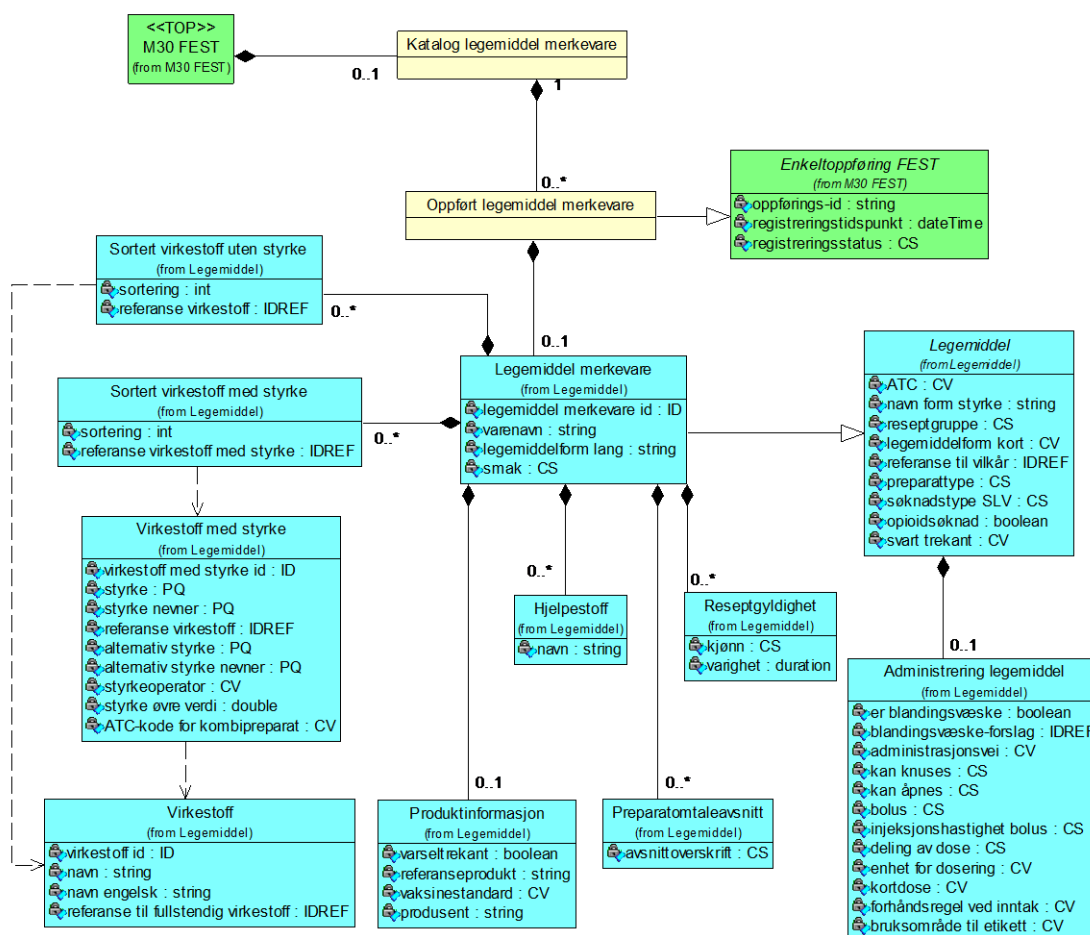 <<TOP>>
M30 FEST
(from M30 FEST)
0..1
Katalog legemiddel merkevare
1
0..*
Oppført legemiddel merkevare
Enkeltoppføring FEST
(from M30 FEST)
oppførings-id : string
registreringstidspunkt : dateTime
registreringsstatus : CS
Sortert virkestoff uten styrke
(from Legemiddel)
sortering : int
referanse virkestoff : IDREF
0..*
0..1
Legemiddel merkevare
(from Legemiddel)
legemiddel merkevare id : ID
varenavn : string
legemiddelform lang : string
smak : CS
Legemiddel
(from Legemiddel)
ATC : CV
navn form styrke : string
reseptgruppe : CS
legemiddelform kort : CV
referanse til vilkår : IDREF
preparattype : CS
søknadstype SLV : CS
opioidsøknad : boolean
svart trekant : CV
Sortert virkestoff med styrke
(from Legemiddel)
sortering : int
referanse virkestoff med styrke : IDREF
0..*
Virkestoff med styrke
(from Legemiddel)
virkestoff med styrke id : ID
styrke : PQ
styrke nevner : PQ
referanse virkestoff : IDREF
alternativ styrke : PQ
alternativ styrke nevner : PQ
styrkeoperator : CV
styrke øvre verdi : double
ATC-kode for kombipreparat : CV
0..*
Hjelpestoff
(from Legemiddel)
navn : string
0..*
Reseptgyldighet
(from Legemiddel)
kjønn : CS
varighet : duration
0..1
Administrering legemiddel
(from Legemiddel)
er blandingsvæske : boolean
blandingsvæske-forslag : IDREF
administrasjonsvei : CV
kan knuses : CS
kan åpnes : CS
bolus : CS
injeksjonshastighet bolus : CS
deling av dose : CS
enhet for dosering : CV
kortdose : CV
forhåndsregel ved inntak : CV
bruksområde til etikett : CV
Virkestoff
(from Legemiddel)
virkestoff id : ID
navn : string
navn engelsk : string
referanse til fullstendig virkestoff : IDREF
0..1
Produktinformasjon
(from Legemiddel)
varseltrekant : boolean
referanseprodukt : string
vaksinestandard : CV
produsent : string
0..*
Preparatomtaleavsnitt
(from Legemiddel)
avsnittoverskrift : CS